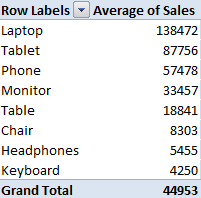 Row Labels Average of Sales
Laptop 138472
Tablet 87756
Phone 57478
Monitor 33457
Table 18841
Chair 8303
Headphones 5455
Keyboard 4250
Grand Total 44953